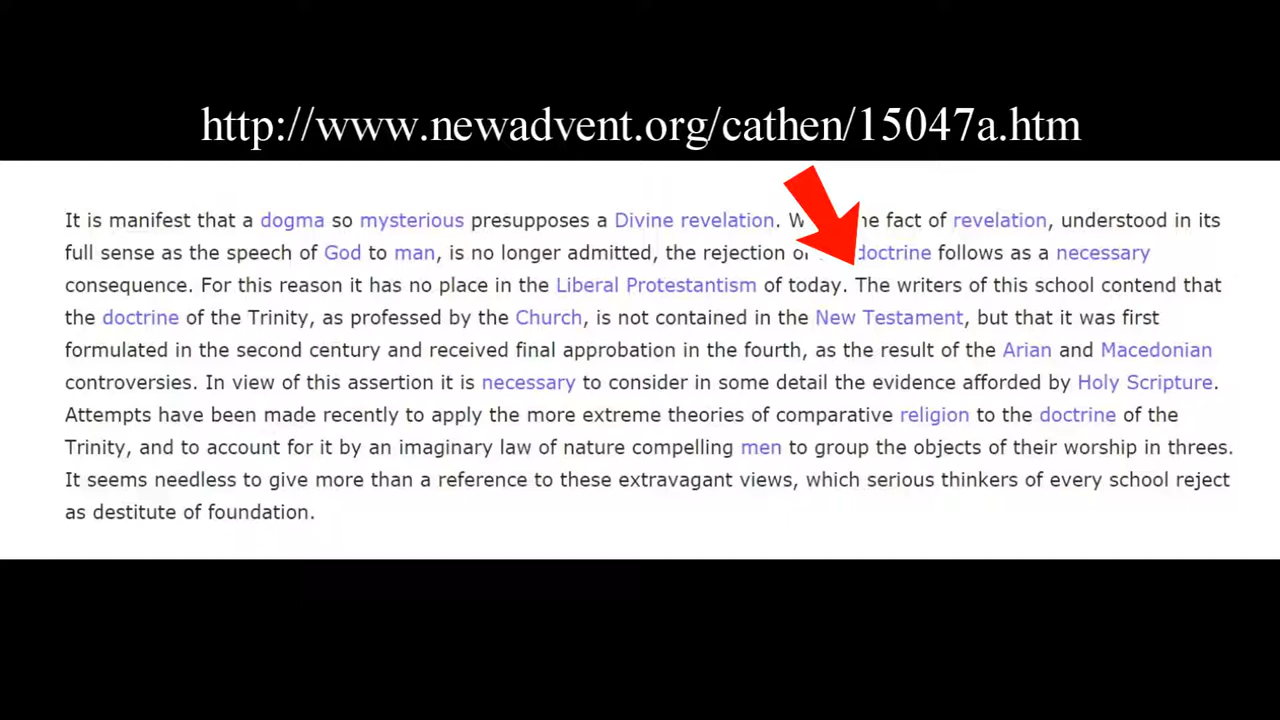 http://www.newadvent.org/cathen/15047a.htm
It is manifest that a dogma so mysterious presupposes a Divine revelation. fact of revelation, understood in its
full sense as the speech of God to man, is no longer admitted, the rejection doctrine follows as a necessary
consequence. For this reason it has no place in the Liberal Protestantism of today. The writers of this school contend that
the doctrine of the Trinity, as professed by the Church, is not contained in the New Testament, but that it was first
formulated in the second century and received final approbation in the fourth, as the result of the Arian and Macedonian
controversies. In view of this assertion it is necessary to consider in some detail the evidence afforded by Holy Scripture.
Attempts have been made recently to apply the more extreme theories of comparative religion to the doctrine of the
Trinity, and to account for it by an imaginary law of nature compelling men to group the objects of their worship in threes.
It seems needless to give more than a reference to these extravagant views, which serious thinkers of every school reject
as destitute of foundation.